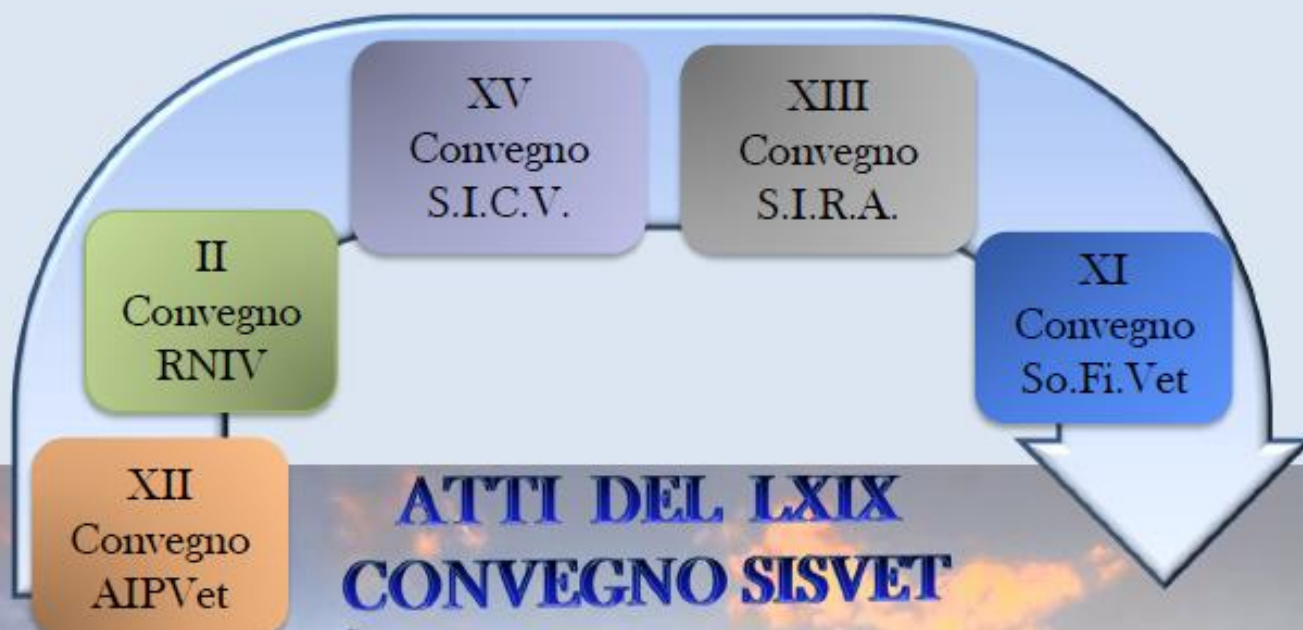 XV
Convegno
S.I.C.V.
XIII
Convegno
S.I.R.A.
II
Convegno
RNIV
XI
Convegno
So.Fi.Vet
XII
Convegno
AIPVet
ATTI DEL LXIX
CONVEGNO SISVET